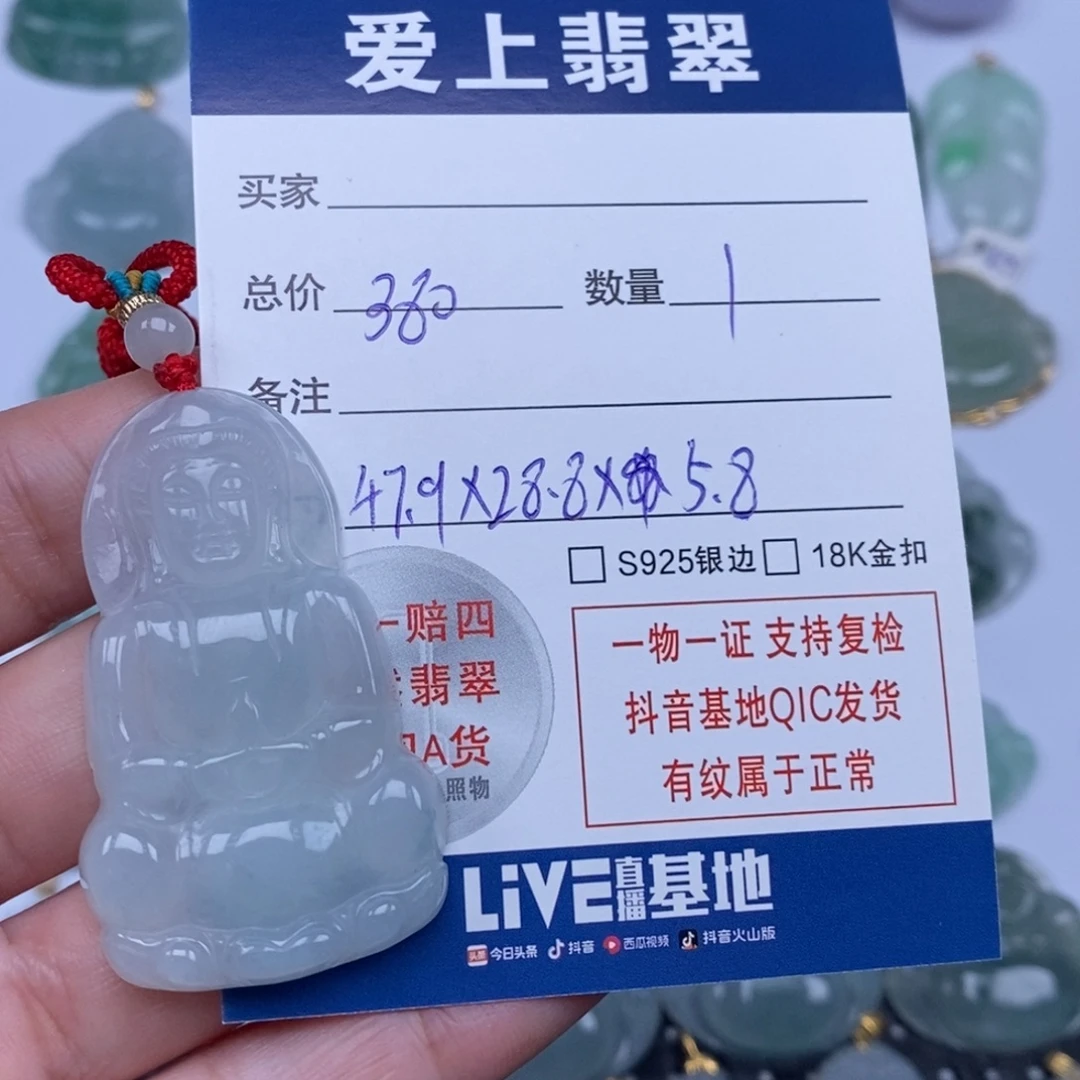 爱上翡翠
买家
总价 380 数量 1
备注
47.9X28.8X 5.8
S925银边 18K金扣
一赔四
翡翠
A货
照物
一物一证 支持复检
抖音基地QIC发货
有纹属于正常
LiVE直播基地
头条 今日头条 抖音 西瓜视频 抖音火山版